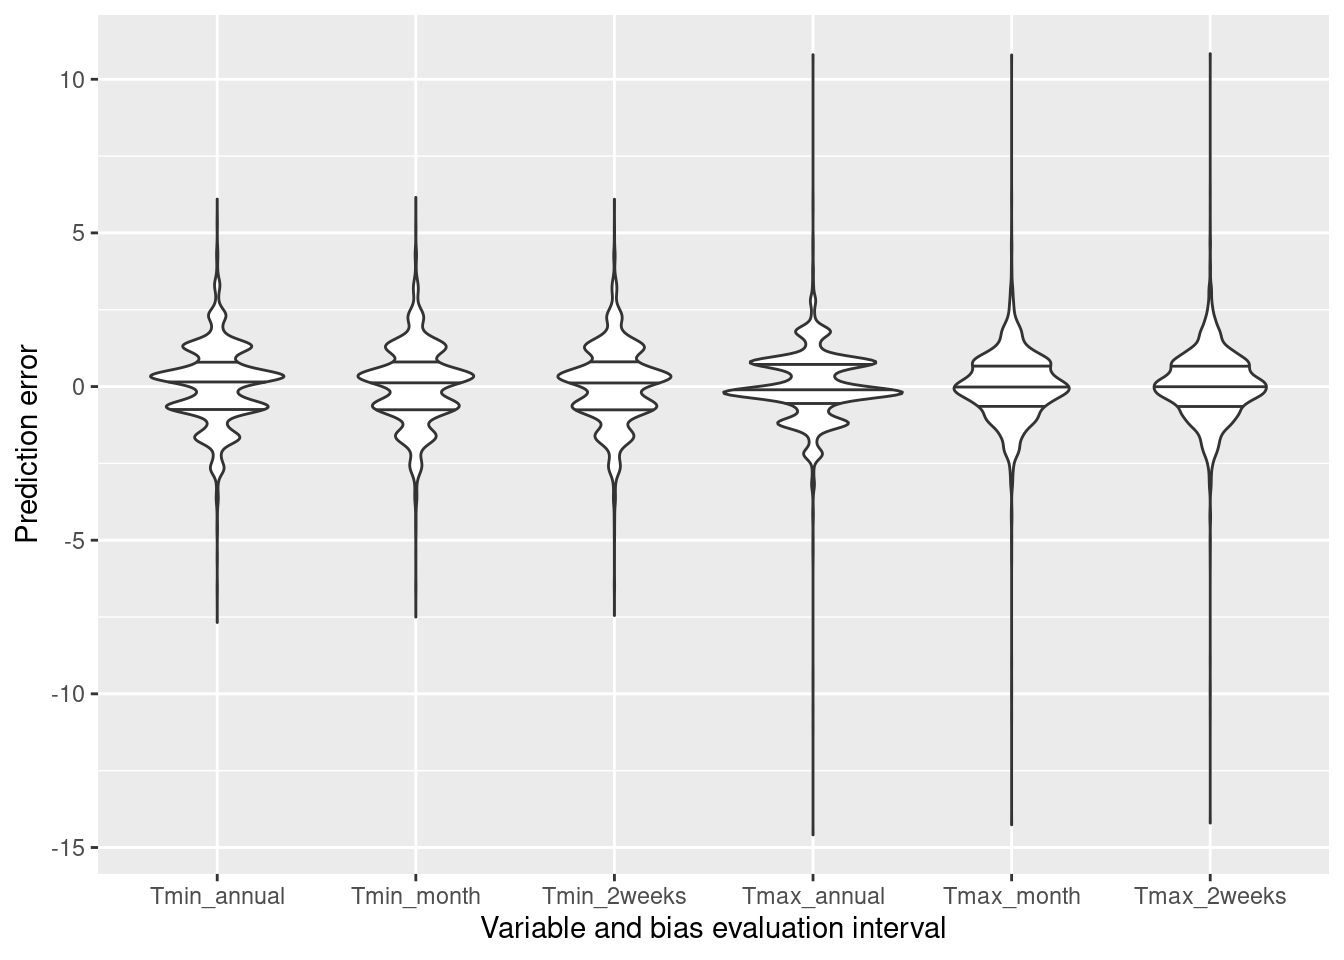 Prediction error
10
5
0
-5
-10
-15
Tmin_annual Tmin_month Tmin_2weeks Tmax_annual Tmax_month Tmax_2weeks
Variable and bias evaluation interval